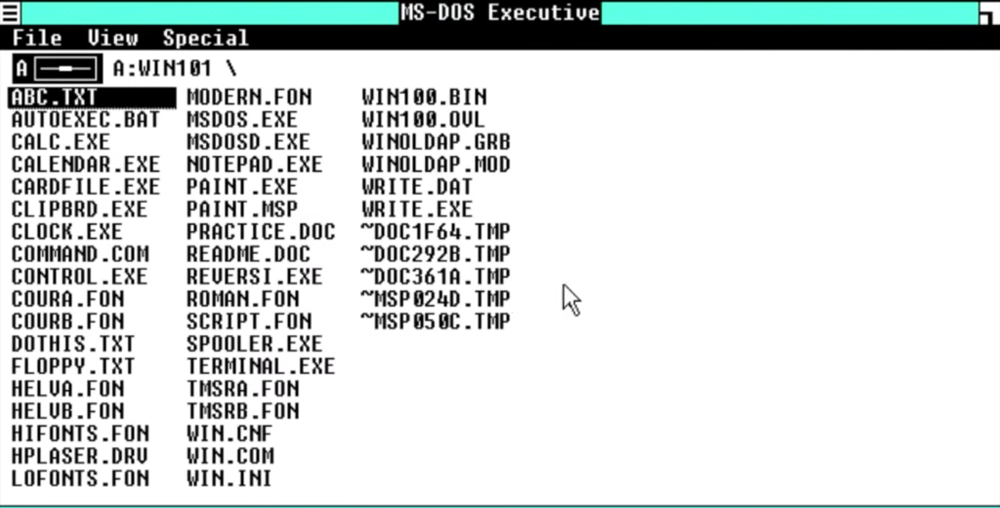 MS-DOS Executive
File View Special
A A:WIN101 \
ABC.TXT MODERN.FON WIN100.BIN
AUTOEXEC.BAT MSDOS.EXE WIN100.OVL
CALC.EXE MSDOSD.EXE WINOLDAP.GRB
CALENDAR.EXE NOTEPAD.EXE WINOLDAP.MOD
CARDFILE.EXE PAINT.EXE WRITE.DAT
CLIPBRD.EXE PAINT.MSP WRITE.EXE
CLOCK.EXE PRACTICE.DOC ~DOC1F64.TMP
COMMAND.COM README.DOC ~DOC292B.TMP
CONTROL.EXE REVERSI.EXE ~DOC361A.TMP
COURA.FON ROMAN.FON ~MSP024D.TMP
COURB.FON SCRIPT.FON ~MSP050C.TMP
DOTHIS.TXT SPOOLER.EXE
FLOPPY.TXT TERMINAL.EXE
HELVA.FON TMSRA.FON
HELVB.FON TMSRB.FON
HIFONTS.FON WIN.CNF
HPLASER.DRV WIN.COM
LOFONTS.FON WIN.INI